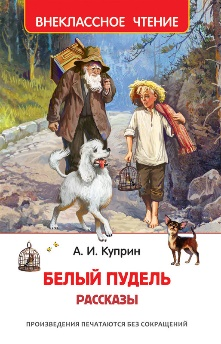 ВНЕКЛАССНОЕ ЧТЕНИЕ
А. И. Куприн
БЕЛЫЙ ПУДЕЛЬ
РАССКАЗЫ
ПРОИЗВЕДЕНИЯ ПЕЧАТАЮТСЯ БЕЗ СОКРАЩЕНИЙ